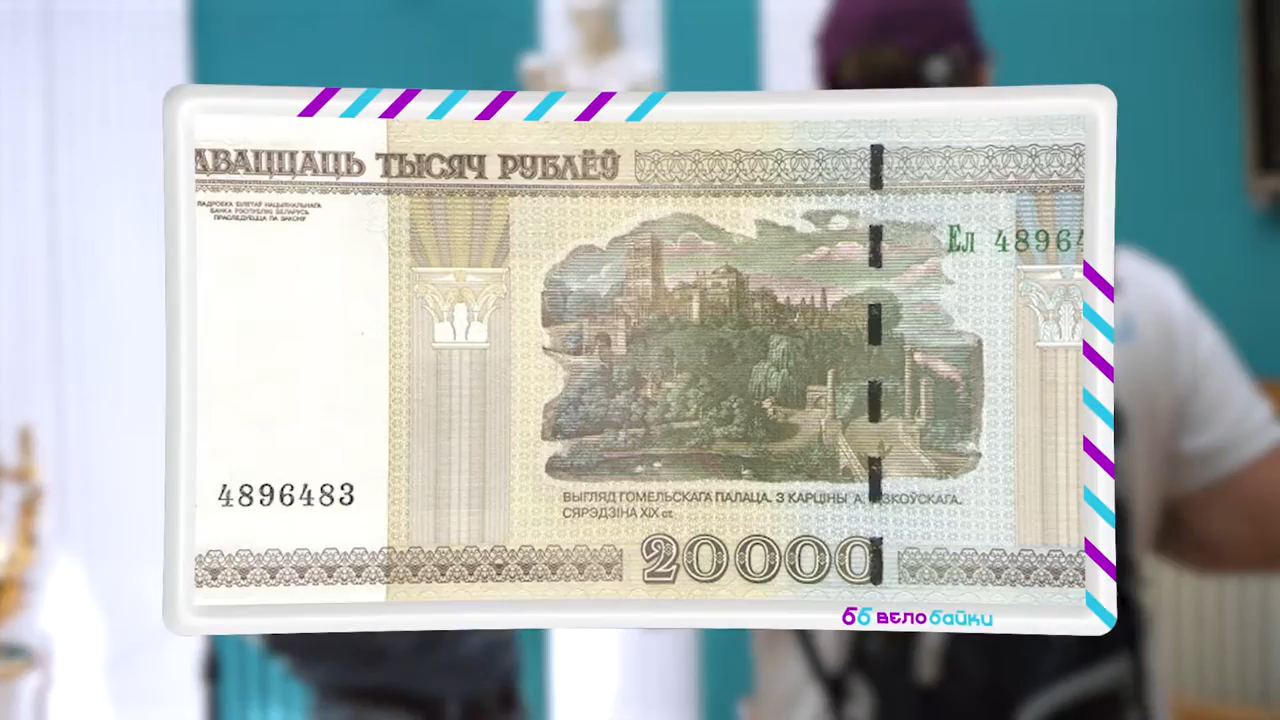 ДВАЦЦАЦЬ ТЫСЯЧ РУБЛЁЎ
ПАДРОБКА БІЛЕТАЎ НАЦЫЯНАЛЬНАГА
БАНКА РЭСПУБЛІКІ БЕЛАРУСЬ
ПРАСЛЕДУЕЦЦА ПА ЗАКОНУ
Ел 48964
4896483
ВЫГЛЯД ГОМЕЛЬСКАГА ПАЛАЦА. З КАРЦІНЫ А.
СЯРЭДЗІНА XIX ст.
20000
бб велобайки